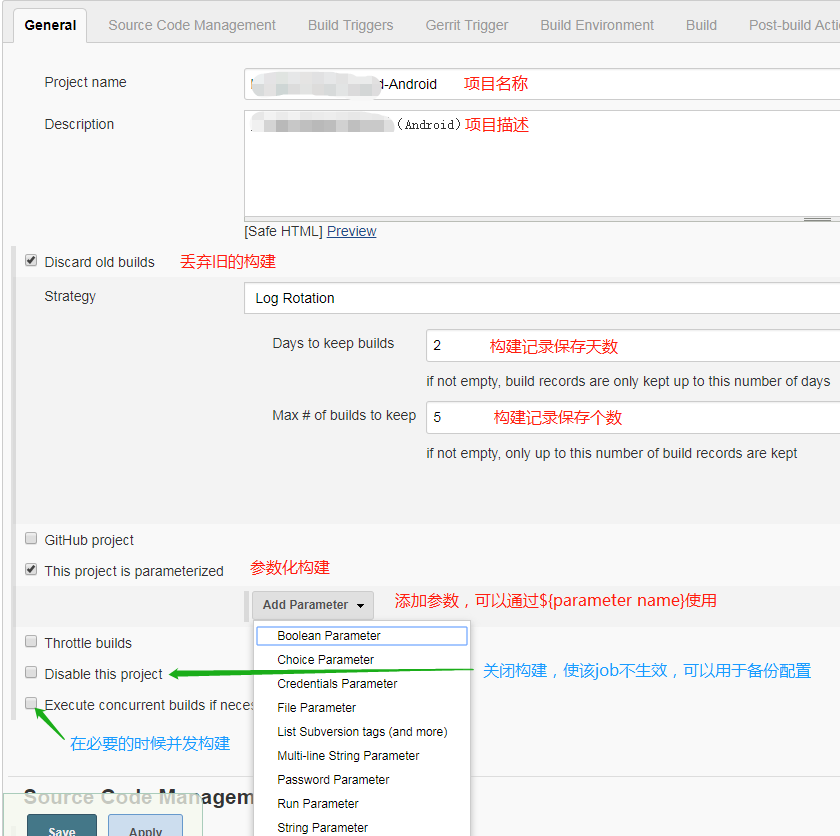 General Source Code Management Build Triggers Gerrit Trigger Build Environment Build Post-build
Project name d-Android 项目名称
Description (Android) 项目描述
[Safe HTML] Preview
Discard old builds 丢弃旧的构建
Strategy Log Rotation
Days to keep builds 2 构建记录保存天数
if not empty, build records are only kept up to this number of days
Max # of builds to keep 5 构建记录保存个数
if not empty, only up to this number of build records are kept
GitHub project
This project is parameterized 参数化构建
Add Parameter 添加参数，可以通过${parameter name}使用
Throttle builds
Boolean Parameter
Choice Parameter
Disable this project 关闭构建，使该job不生效，可以用于备份配置
Credentials Parameter
Execute concurrent builds if neces
File Parameter
List Subversion tags (and more)
在必要的时候并发构建
Multi-line String Parameter
Password Parameter
Source Code Managem
Run Parameter
String Parameter
Save Apply